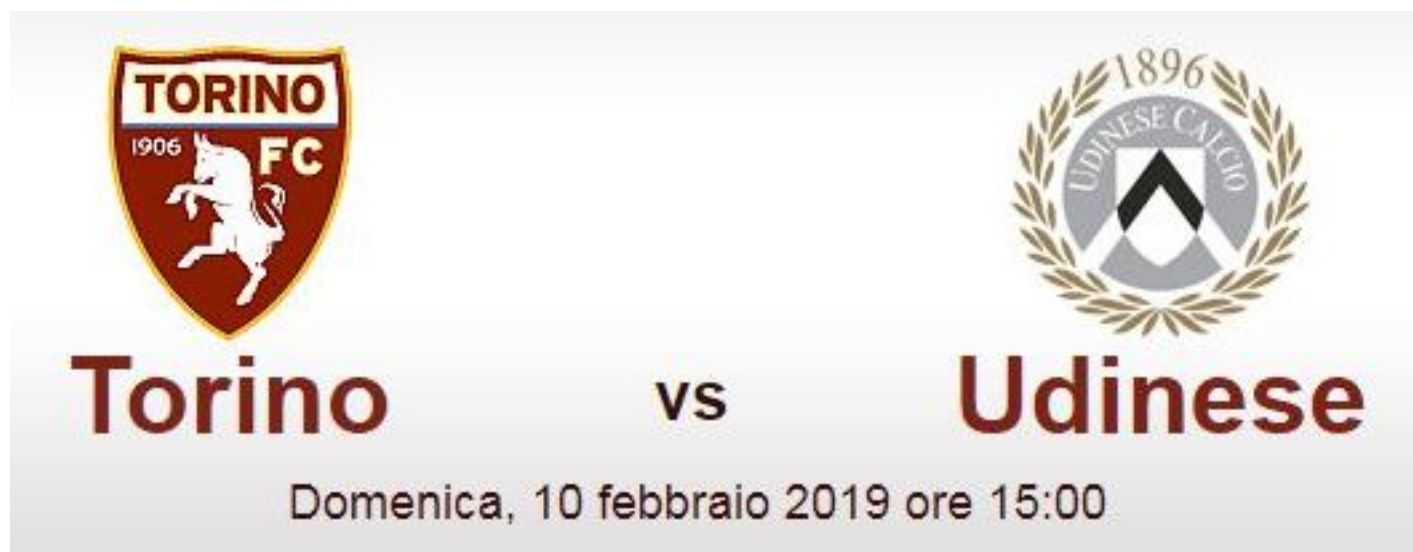 TORINO
1906 FC
1896
UDINESE CALCIO
Torino vs Udinese
Domenica, 10 febbraio 2019 ore 15:00